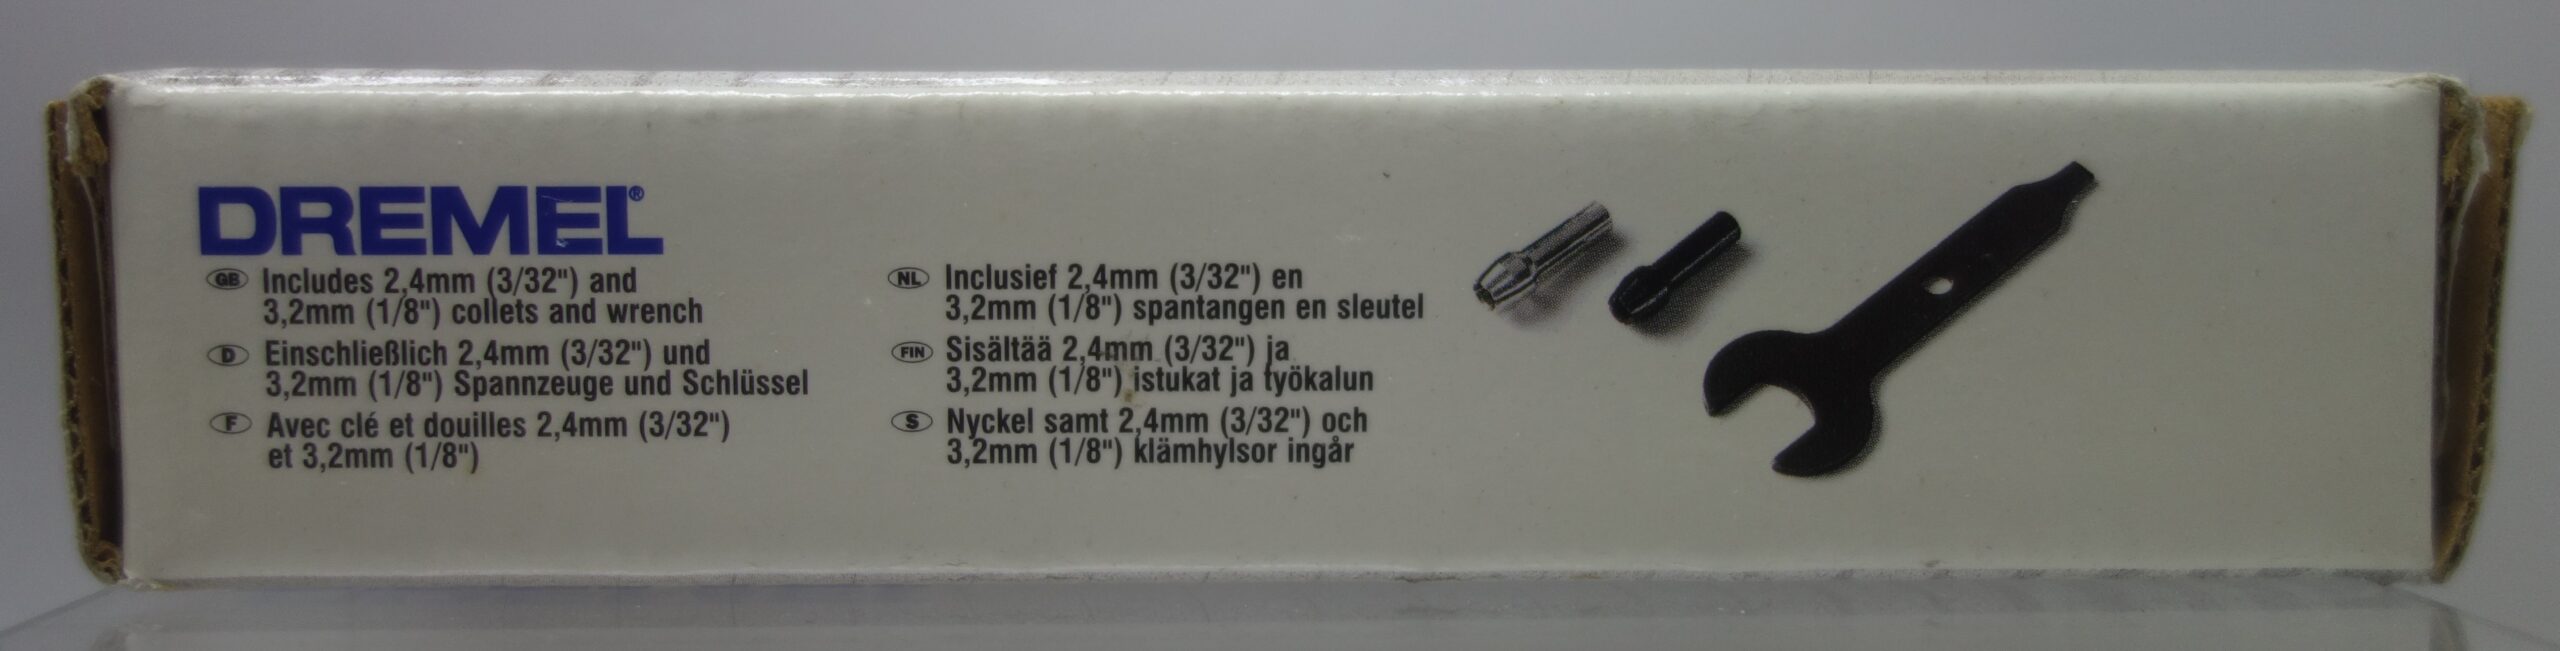 DREMEL®
GB Includes 2,4mm (3/32") and
3,2mm (1/8") collets and wrench
D Einschließlich 2,4mm (3/32") und
3,2mm (1/8") Spannzeuge und Schlüssel
F Avec clé et douilles 2,4mm (3/32")
et 3,2mm (1/8")
NL Inclusief 2,4mm (3/32") en
3,2mm (1/8") spantangen en sleutel
FIN Sisältää 2,4mm (3/32") ja
3,2mm (1/8") istukat ja työkalun
S Nyckel samt 2,4mm (3/32") och
3,2mm (1/8") klämhylsor ingår